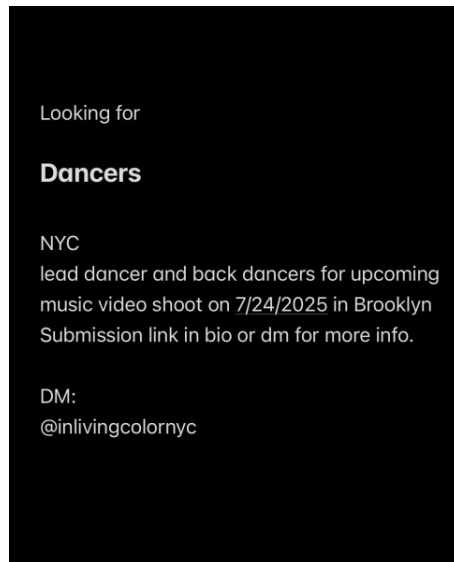 Looking for
Dancers
NYC
lead dancer and back dancers for upcoming
music video shoot on 7/24/2025 in Brooklyn
Submission link in bio or dm for more info.
DM:
@inlivingcolornyc